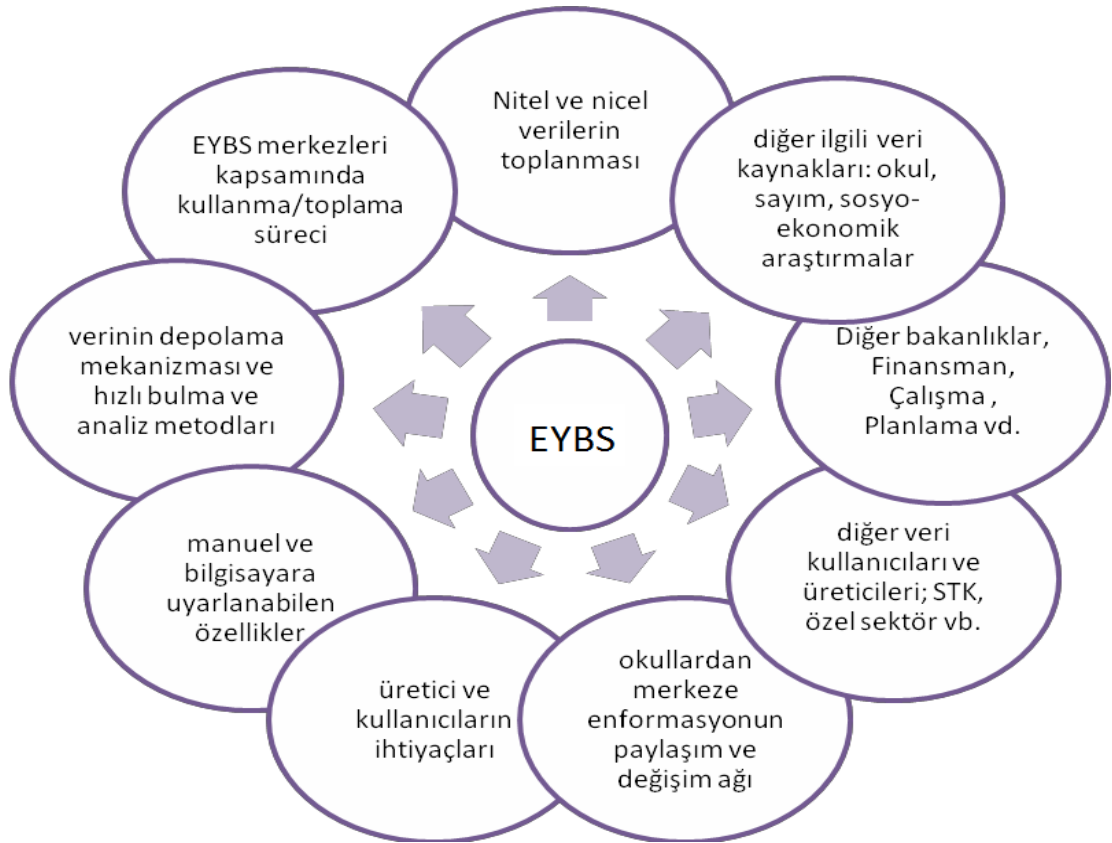 Nitel ve nicel
verilerin
toplanması
diğer ilgili veri
kaynakları: okul,
sayım, sosyo-
ekonomik
araştırmalar
Diğer bakanlıklar,
Finansman,
Çalışma ,
Planlama vd.
diğer veri
kullanıcıları ve
üreticileri; STK,
özel sektör vb.
okullardan
merkeze
enformasyonun
paylaşım ve
değişim ağı
üretici ve
kullanıcıların
ihtiyaçları
manuel ve
bilgisayara
uyarlanabilen
özellikler
verinin depolama
mekanizması ve
hızlı bulma ve
analiz metodları
EYBS merkezleri
kapsamında
kullanma/toplama
süreci
EYBS